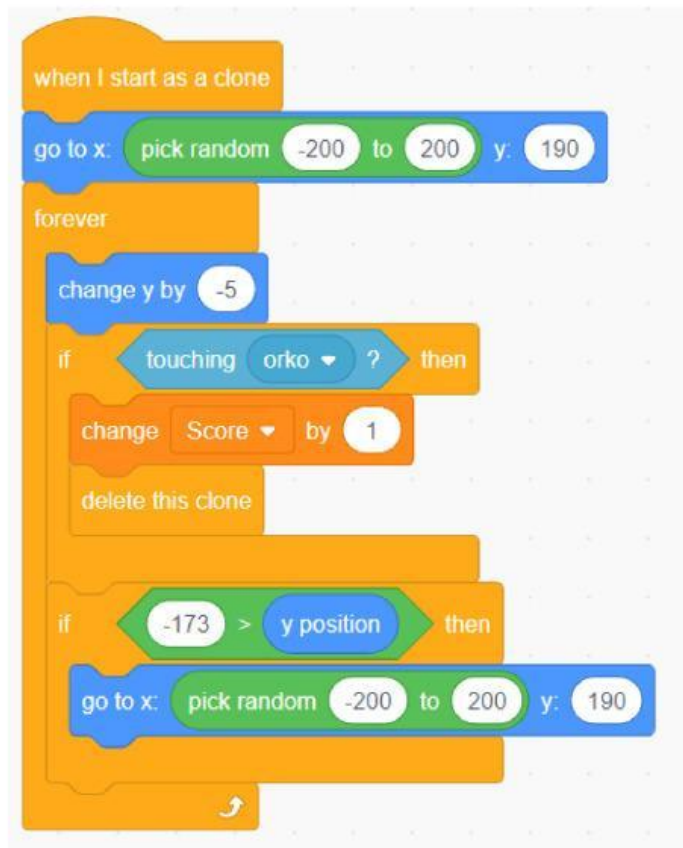 when I start as a clone
go to x: pick random -200 to 200 y: 190
forever
change y by -5
if touching orko ? then
change Score by 1
delete this clone
if -173 > y position then
go to x: pick random -200 to 200 y: 190